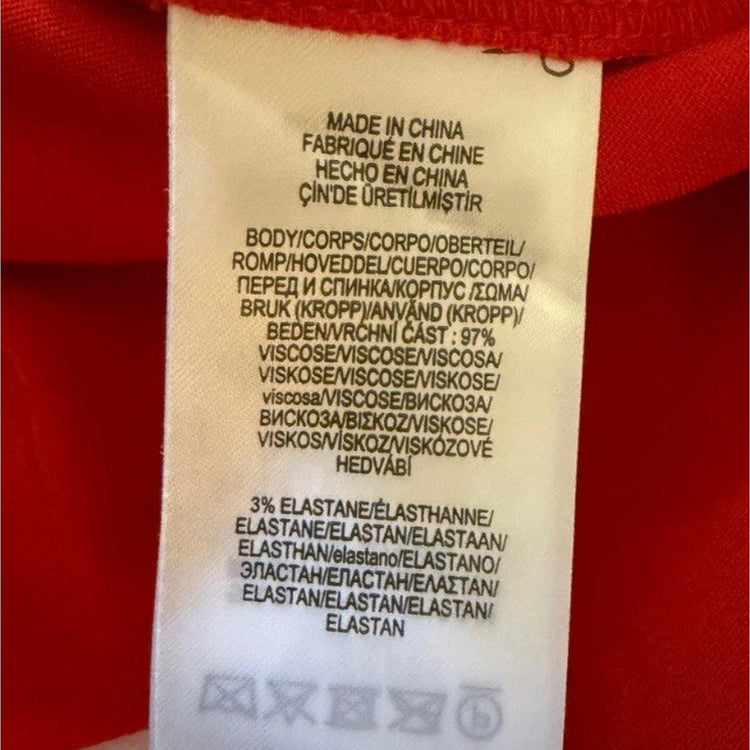 MADE IN CHINA
FABRIQUÉ EN CHINE
HECHO EN CHINA
ÇİN'DE ÜRETİLMİŞTİR
BODY/CORPS/CORPO/OBERTEIL/
ROMP/HOVEDDEL/CUERPO/CORPO/
ПЕРЕД И СПИНКА/КОРПУС /ΣΩΜΑ/
BRUK (KROPP)/ANVÄND (KROPP)/
BEDEN/VRCHNÍ ČÁST : 97%
VISCOSE/VISCOSE/VISCOSA/
VISKOSE/VISCOSE/VISKOSE/
viscosa/VISCOSE/ВИСКОЗА/
ВИСКОЗА/ΒΙΣΚΟΖ/VISKOSE/
VISKOS/VİSKOZ/VISKÓZOVÉ
HEDVÁBÍ
3% ELASTANE/ÉLASTHANNE/
ELASTANE/ELASTAN/ELASTAAN/
ELASTHAN/elastano/ELASTANO/
ЭЛАСТАН/ЕЛАСТАН/ΕΛΑΣΤΑΝ/
ELASTAN/ELASTAN/ELASTAN/
ELASTAN